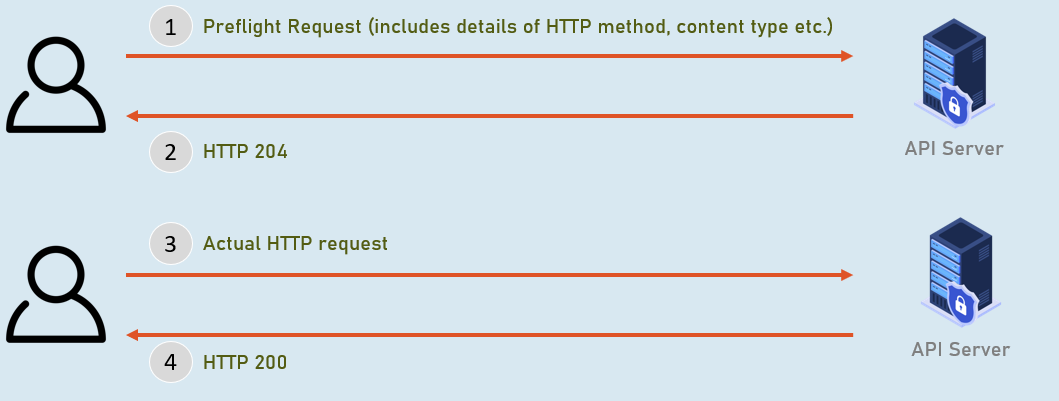 1
Preflight Request (includes details of HTTP method, content type etc.)
2
HTTP 204
API Server
3
Actual HTTP request
4
HTTP 200
API Server